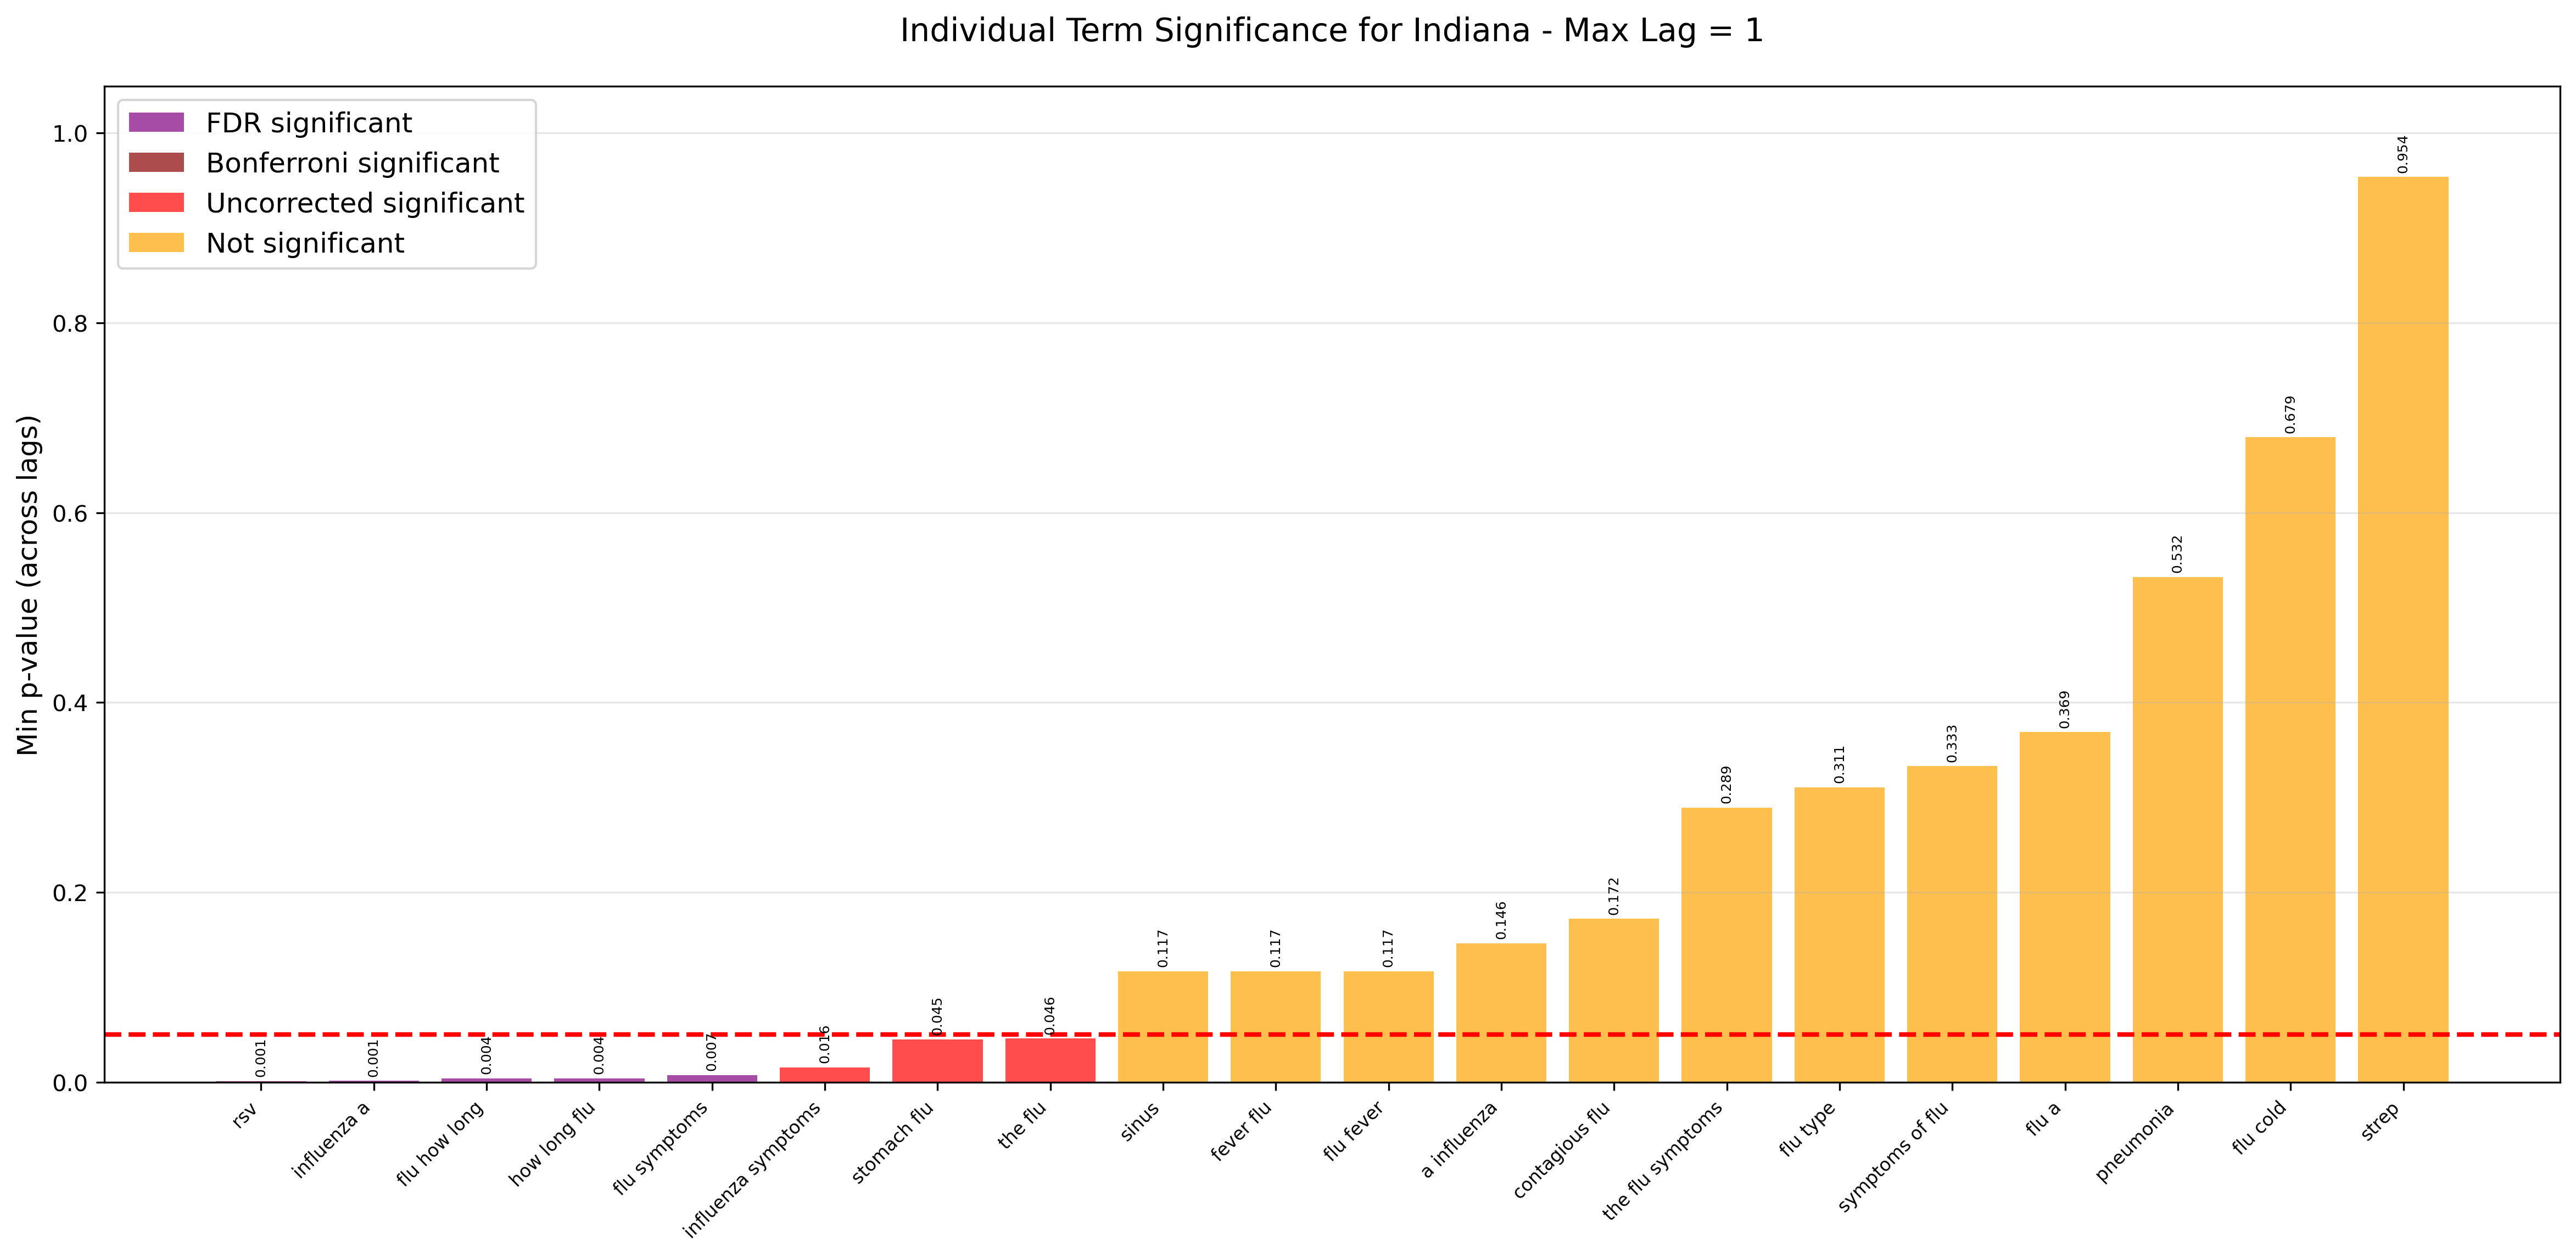 Individual Term Significance for Indiana - Max Lag = 1
FDR significant
Bonferroni significant
Uncorrected significant
Not significant
Min p-value (across lags)
1.0
0.8
0.6
0.4
0.2
0.0
0.001
0.001
0.004
0.004
0.007
0.016
0.045
0.046
0.117
0.117
0.117
0.146
0.172
0.289
0.311
0.333
0.369
0.532
0.679
0.954
rsv
influenza a
flu how long
how long flu
flu symptoms
influenza symptoms
stomach flu
the flu
sinus
fever flu
flu fever
a influenza
contagious flu
the flu symptoms
flu type
symptoms of flu
flu a
pneumonia
flu cold
strep